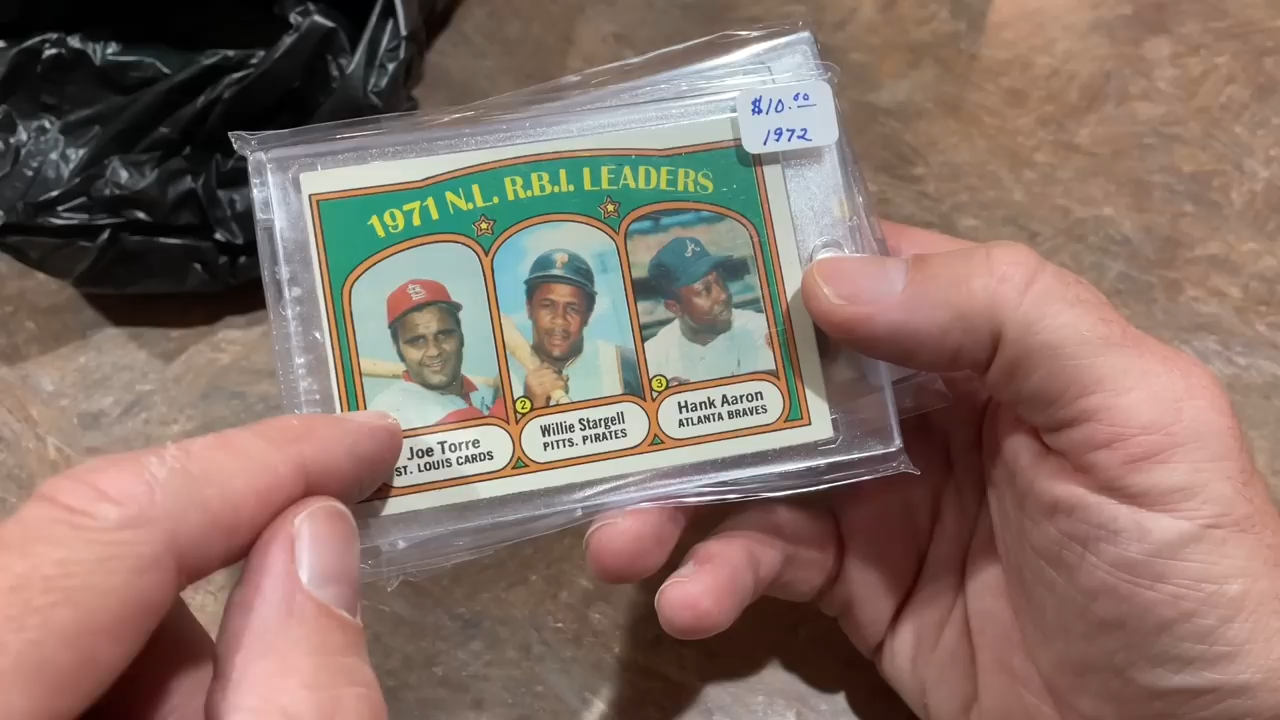 $10.00
1972
1971 N.L. R.B.I. LEADERS
Joe Torre
ST. LOUIS CARDS
2
Willie Stargell
PITTS. PIRATES
3
Hank Aaron
ATLANTA BRAVES